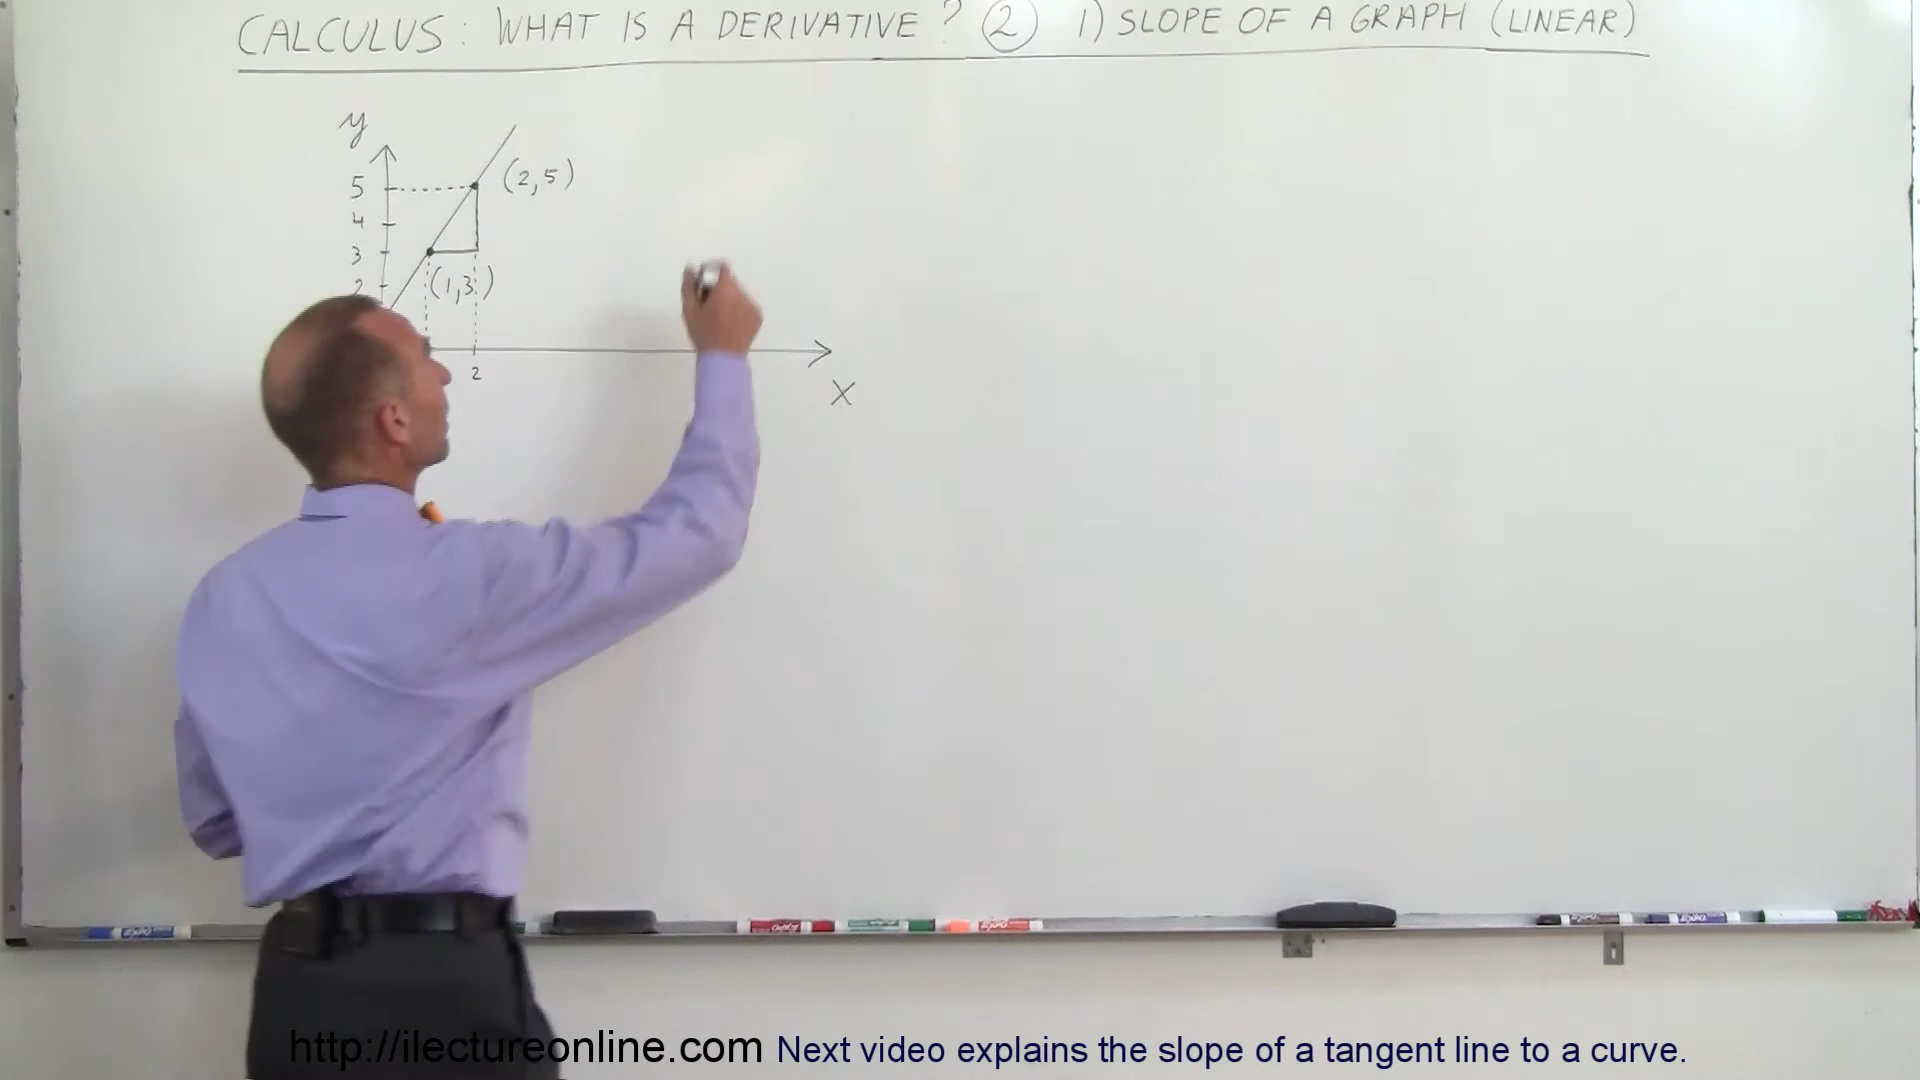 CALCULUS: WHAT IS A DERIVATIVE? 2 1) SLOPE OF A GRAPH (LINEAR)
y
5
(2,5)
4
3
2
(1,3)
2
X
http://ilectureonline.com Next video explains the slope of a tangent line to a curve.